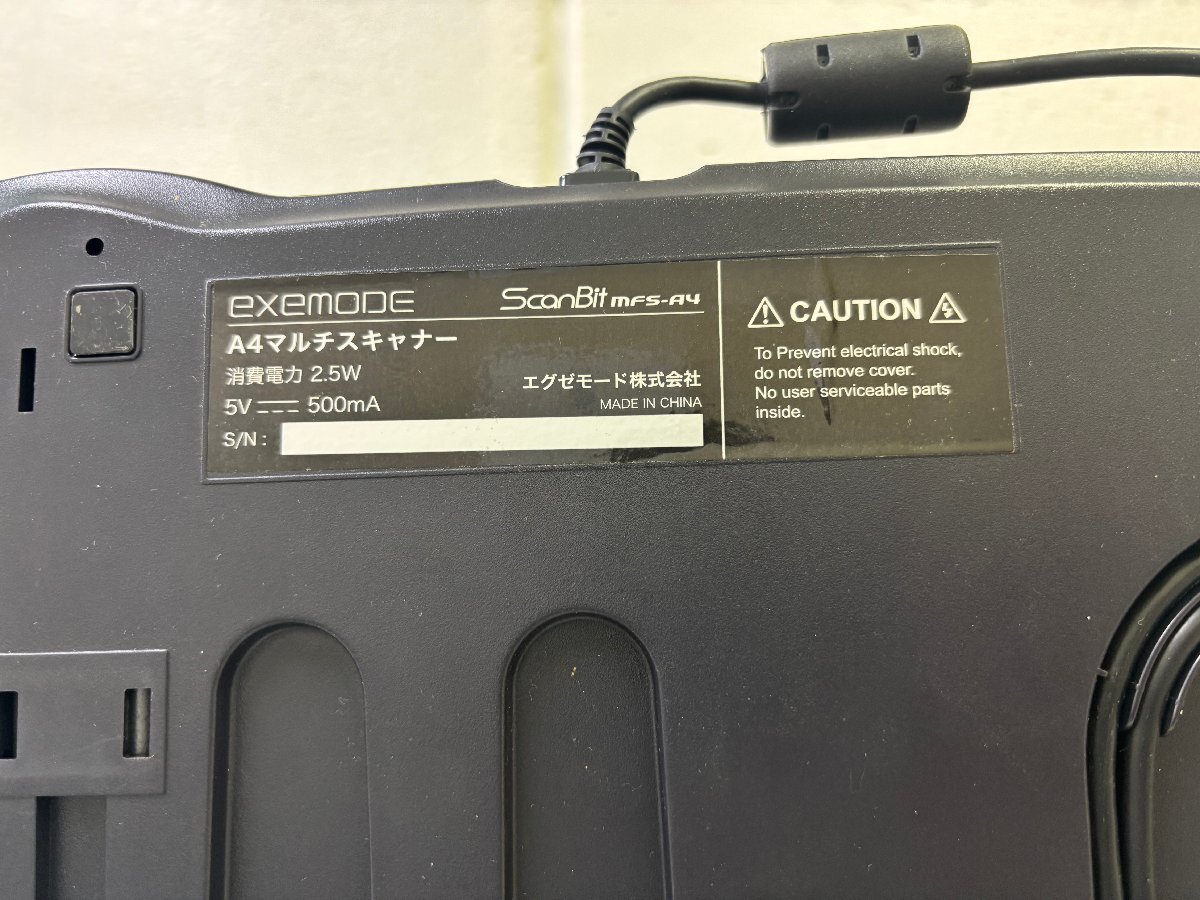 exemode ScanBit MFS-A4
A4マルチスキャナー
消費電力 2.5W
エグゼモード株式会社
5V 500mA
MADE IN CHINA
S/N :
CAUTION
To Prevent electrical shock,
do not remove cover.
No user serviceable parts
inside.